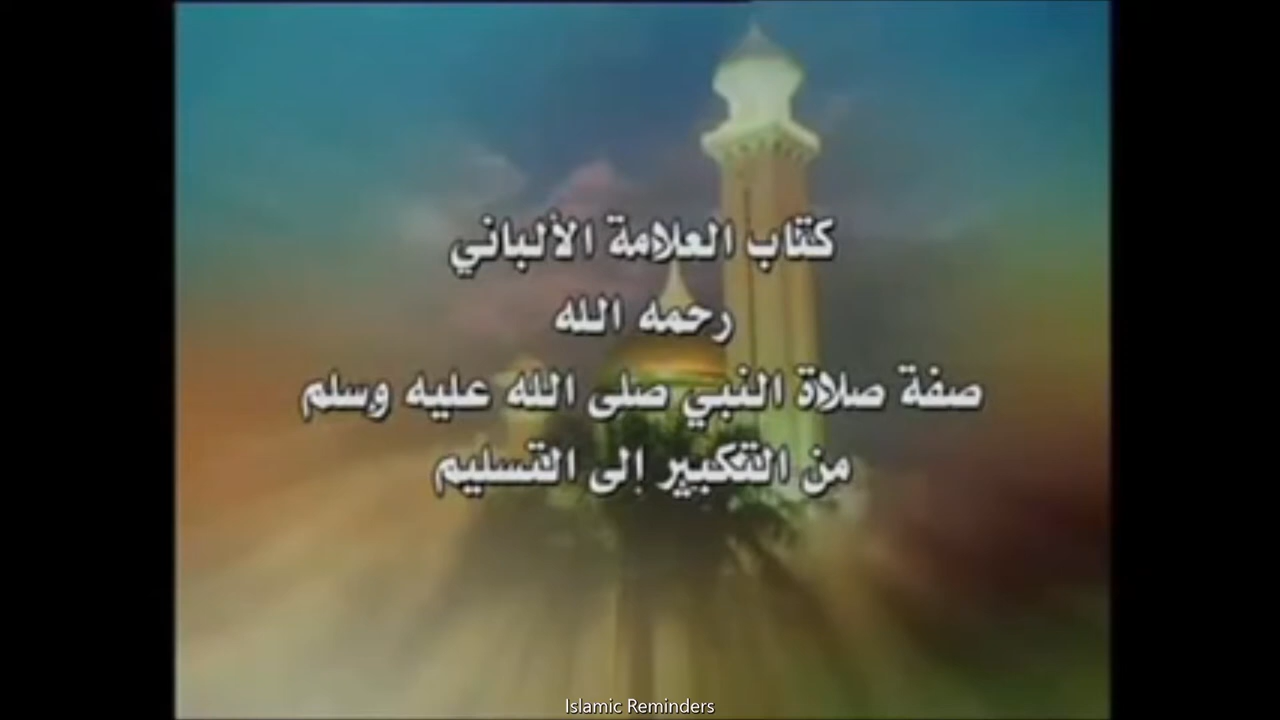 كتاب العلامة الألباني
رحمه الله
صفة صلاة النبي صلى الله عليه وسلم
من التكبير إلى التسليم
Islamic Reminders